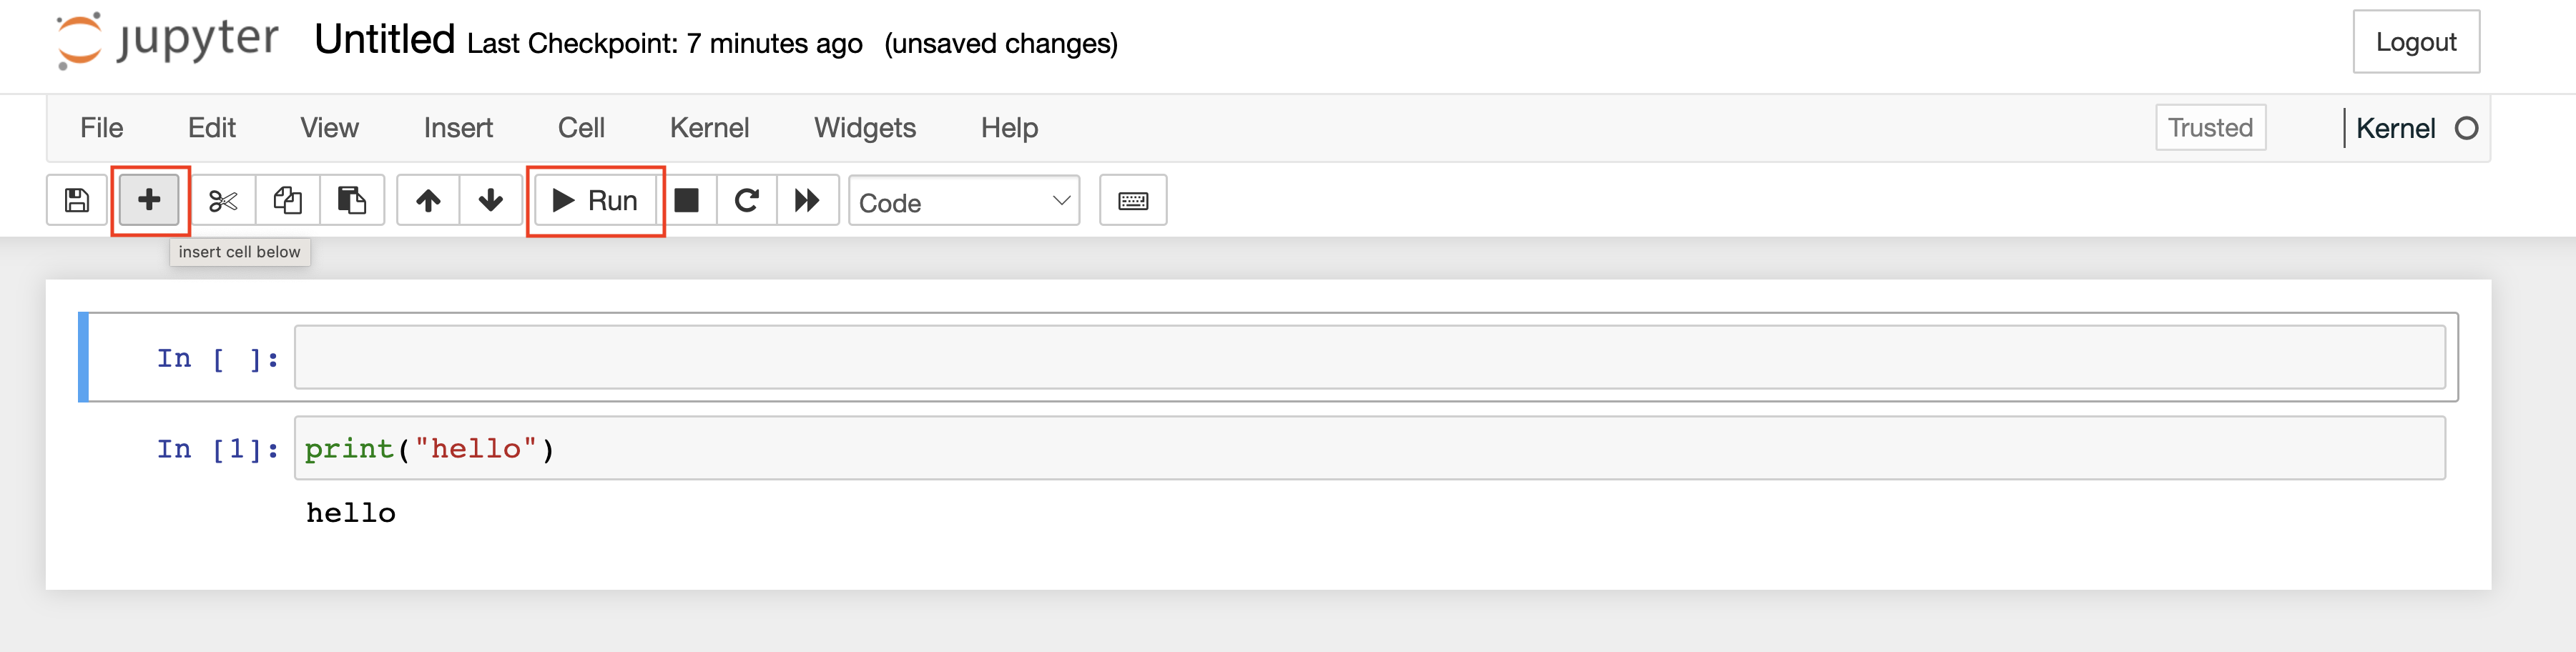 jupyter Untitled Last Checkpoint: 7 minutes ago (unsaved changes) Logout
File Edit View Insert Cell Kernel Widgets Help Trusted Kernel
Run Code
insert cell below
In [ ]:
In [1]: print("hello")
hello